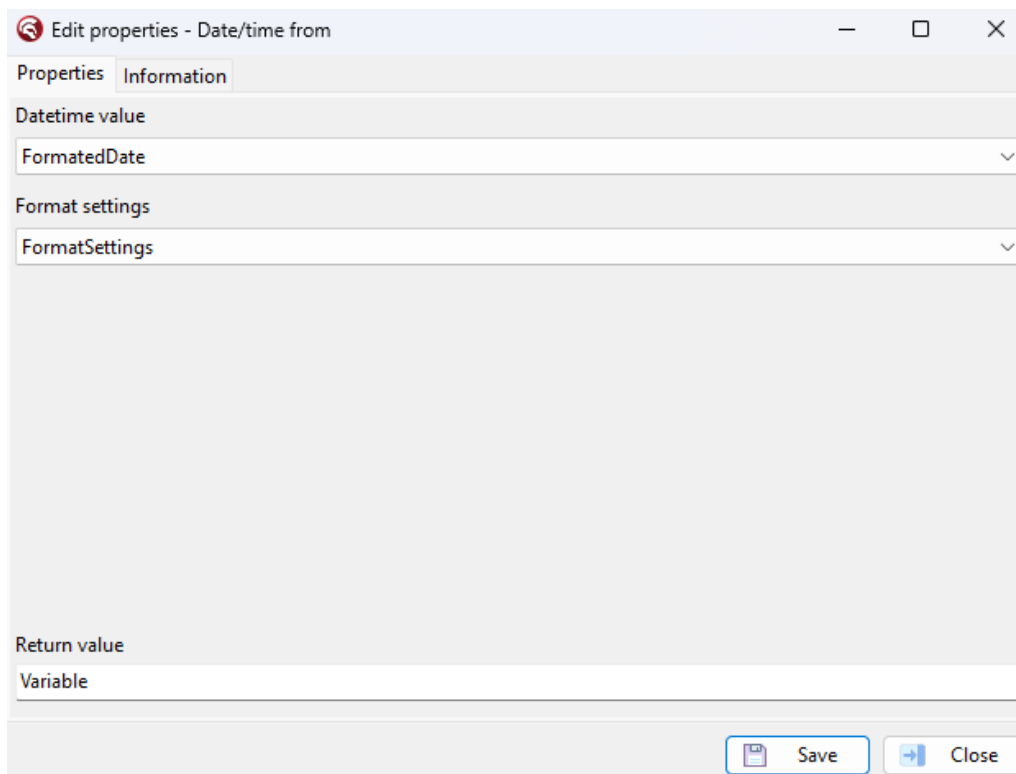 Edit properties - Date/time from
Properties Information
Datetime value
FormatedDate
Format settings
FormatSettings
Return value
Variable
Save Close